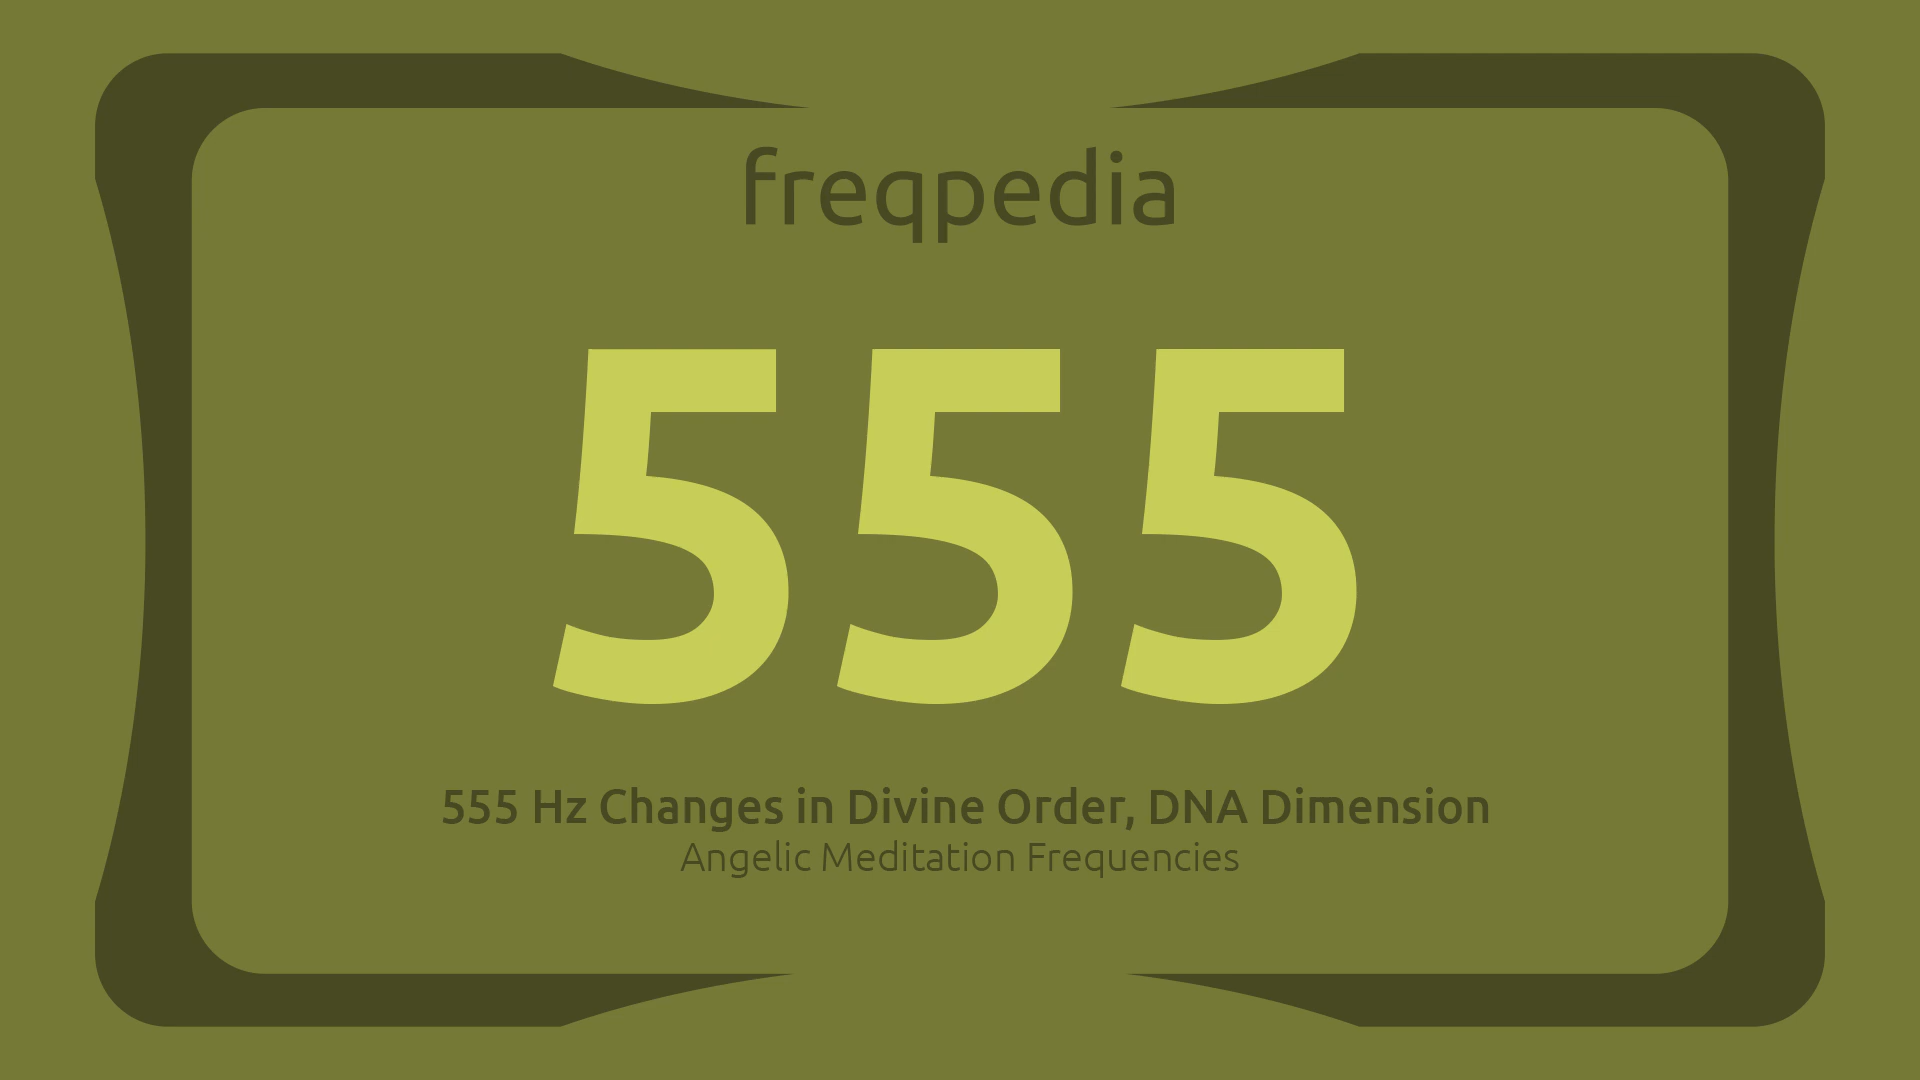 freqpedia
555
555 Hz Changes in Divine Order, DNA Dimension
Angelic Meditation Frequencies